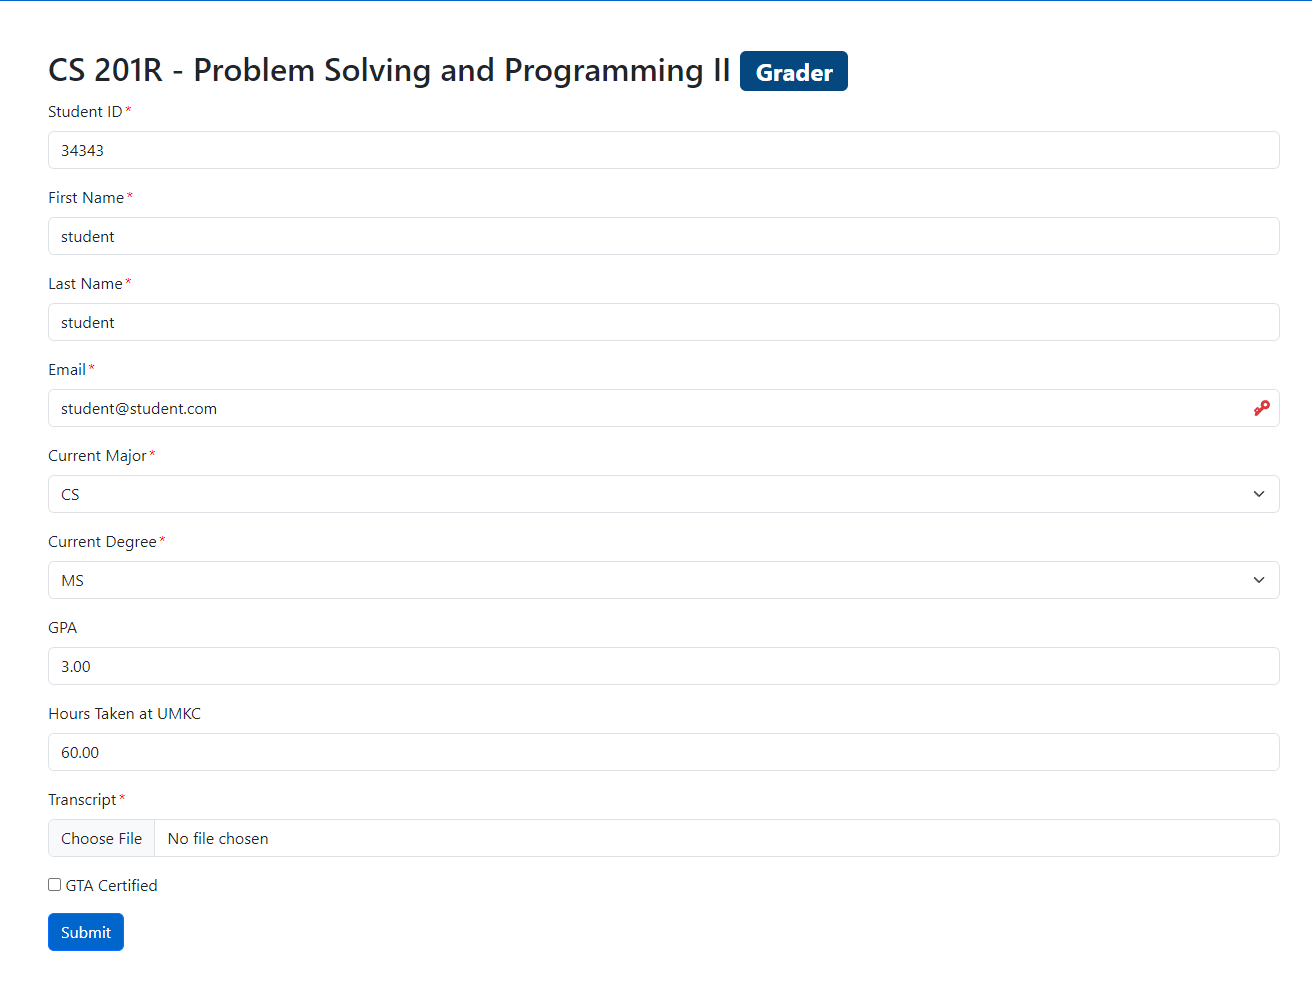 CS 201R - Problem Solving and Programming II Grader
Student ID*
34343
First Name*
student
Last Name*
student
Email*
student@student.com
Current Major*
CS
Current Degree*
MS
GPA
3.00
Hours Taken at UMKC
60.00
Transcript*
Choose File No file chosen
GTA Certified
Submit